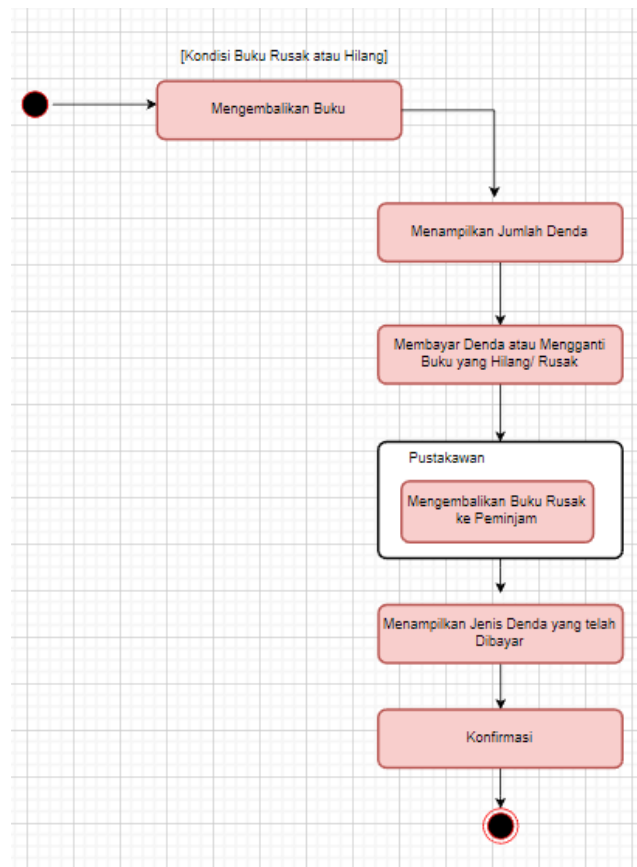 [Kondisi Buku Rusak atau Hilang]
Mengembalikan Buku
Menampilkan Jumlah Denda
Membayar Denda atau Mengganti
Buku yang Hilang/ Rusak
Pustakawan
Mengembalikan Buku Rusak
ke Peminjam
Menampilkan Jenis Denda yang telah
Dibayar
Konfirmasi